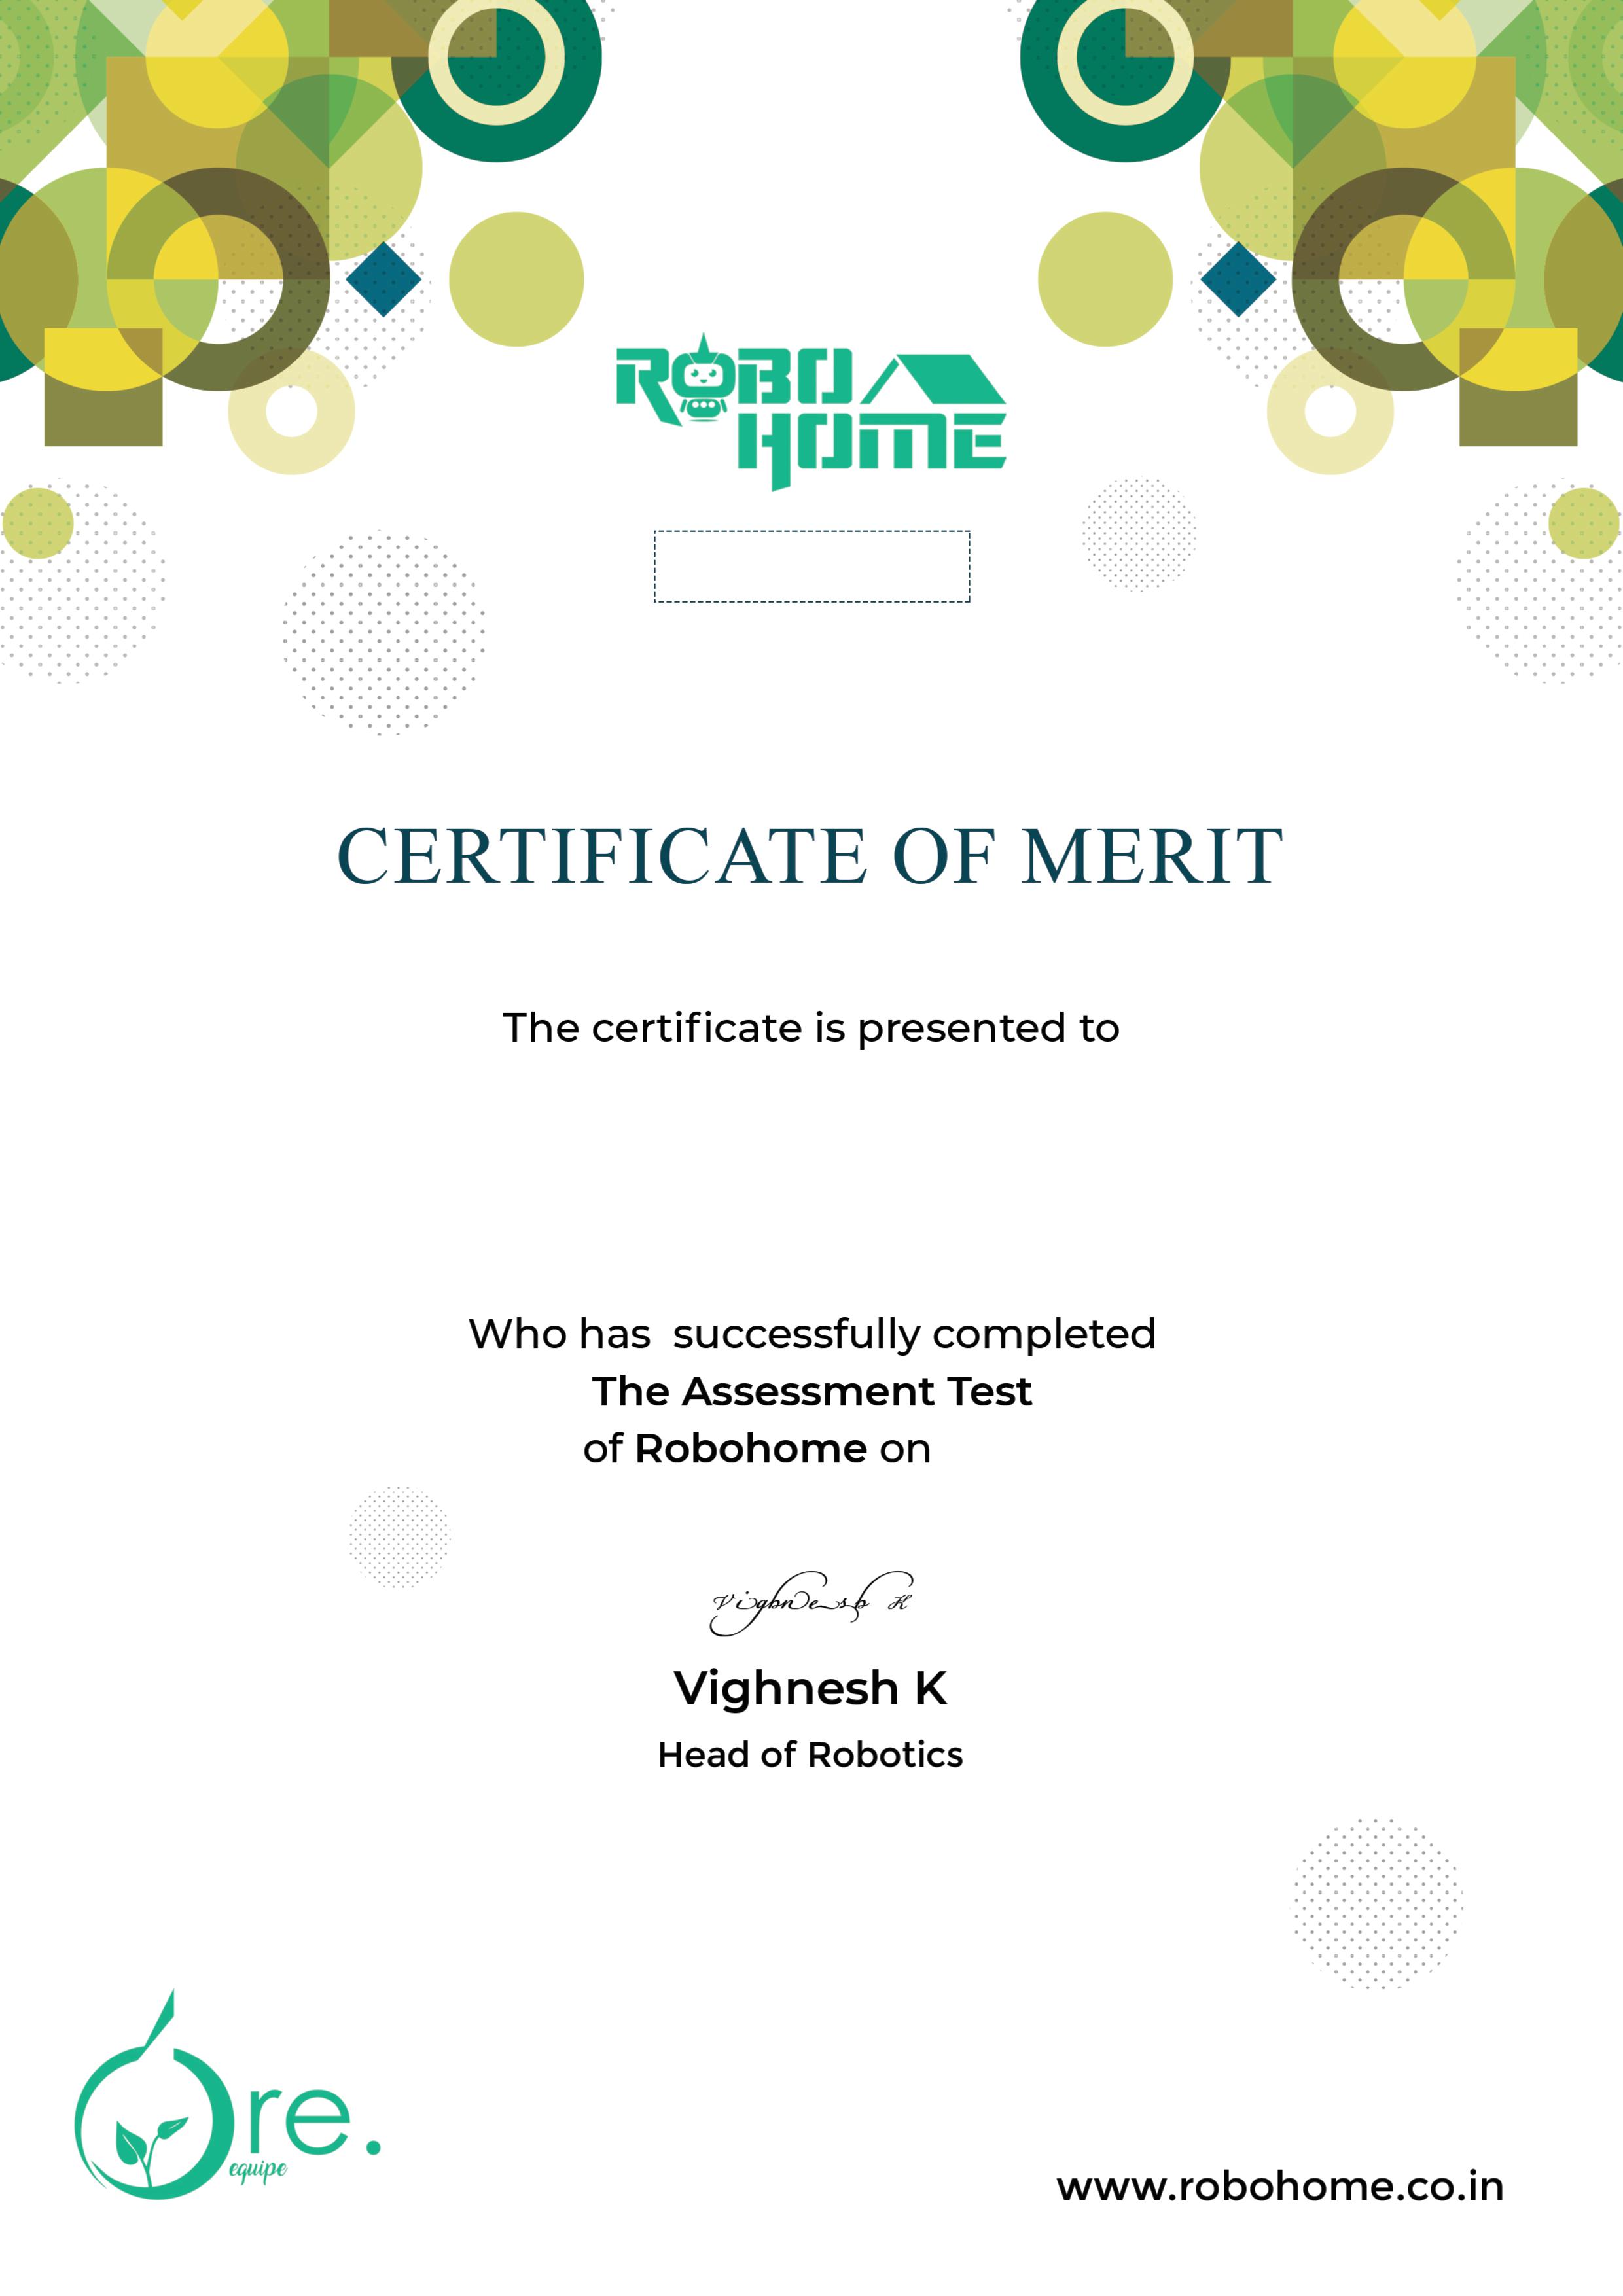 ROBO
HOME
CERTIFICATE OF MERIT
The certificate is presented to
Who has  successfully completed
The Assessment Test
of Robohome on
Vighnesh K
Vighnesh K
Head of Robotics
Ore.
equipe
www.robohome.co.in